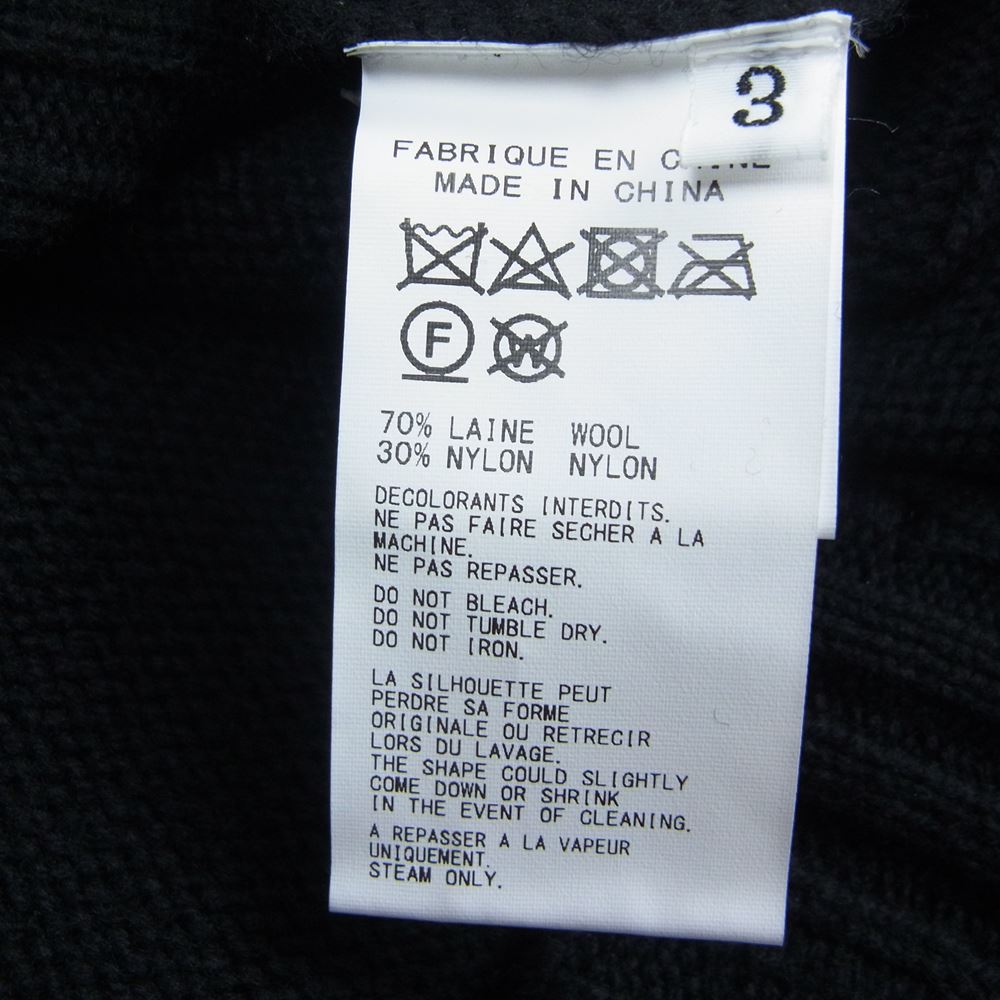 3
FABRIQUE EN
MADE IN CHINA
F
W
70% LAINE WOOL
30% NYLON NYLON
DECOLORANTS INTERDITS.
NE PAS FAIRE SECHER A LA
MACHINE.
NE PAS REPASSER.
DO NOT BLEACH.
DO NOT TUMBLE DRY.
DO NOT IRON.
LA SILHOUETTE PEUT
PERDRE SA FORME
ORIGINALE OU RETRECIR
LORS DU LAVAGE.
THE SHAPE COULD SLIGHTLY
COME DOWN OR SHRINK
IN THE EVENT OF CLEANING.
A REPASSER A LA VAPEUR
UNIQUEMENT.
STEAM ONLY.